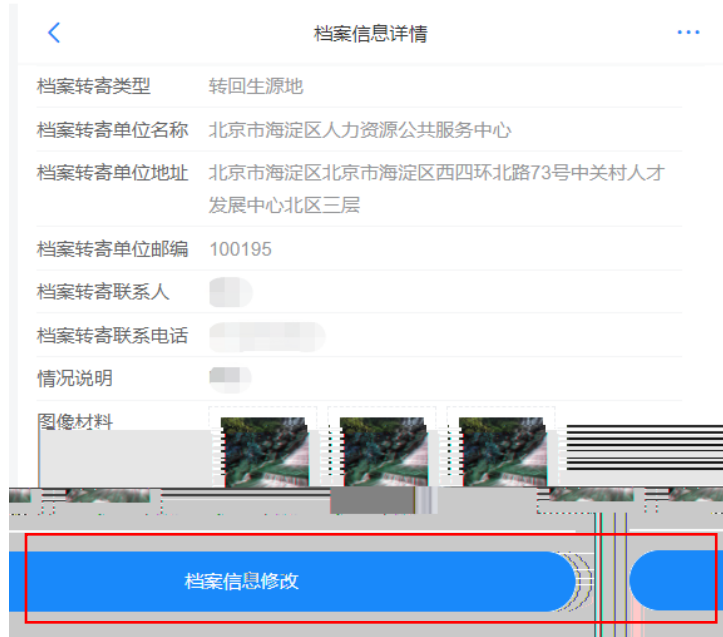 档案信息详情
档案转寄类型 转回生源地
档案转寄单位名称 北京市海淀区人力资源公共服务中心
档案转寄单位地址 北京市海淀区北京市海淀区西四环北路73号中关村人才
发展中心北区三层
档案转寄单位邮编 100195
档案转寄联系人
档案转寄联系电话
情况说明
图像材料
档案信息修改